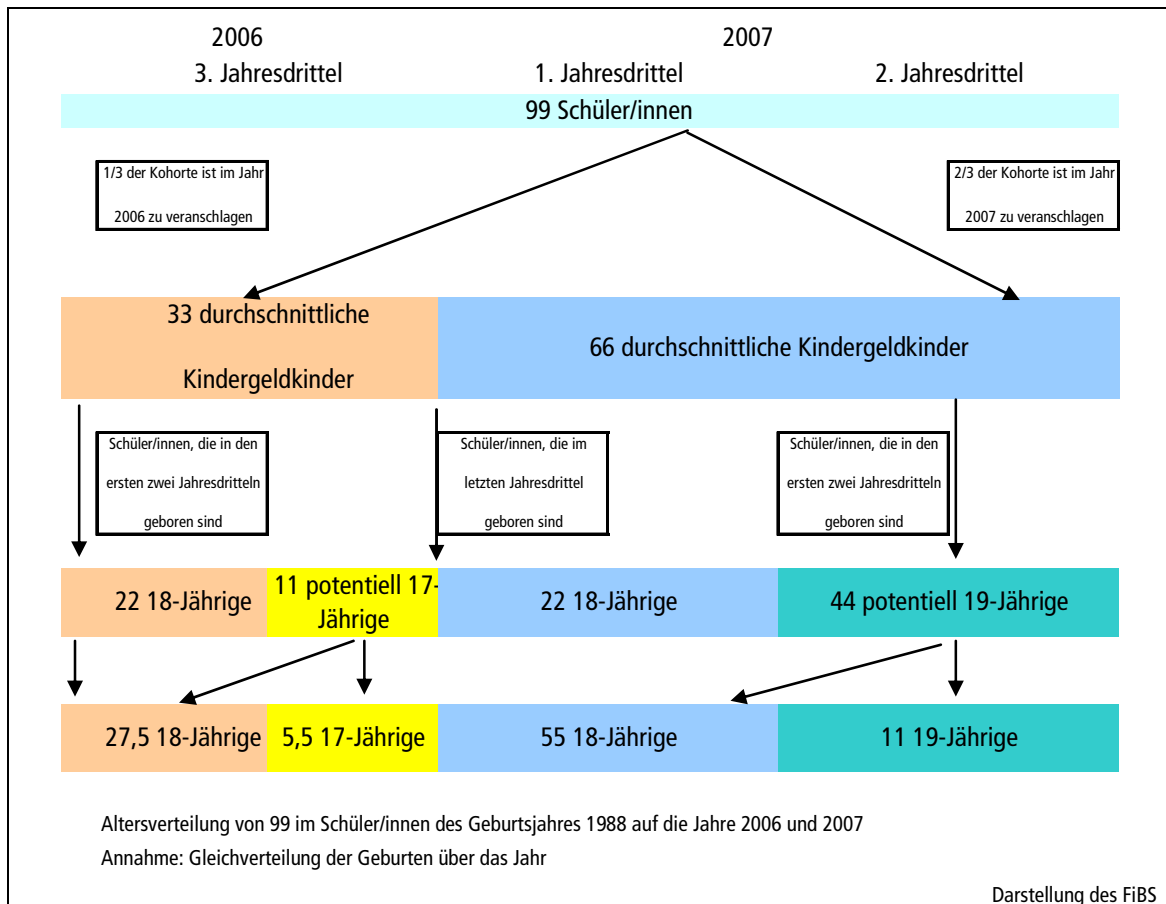 2006
2007
3. Jahresdrittel
1. Jahresdrittel
2. Jahresdrittel
99 Schüler/innen
1/3 der Kohorte ist im Jahr
2006 zu veranschlagen
2/3 der Kohorte ist im Jahr
2007 zu veranschlagen
33 durchschnittliche
Kindergeldkinder
66 durchschnittliche Kindergeldkinder
Schüler/innen, die in den
ersten zwei Jahresdritteln
geboren sind
Schüler/innen, die im
letzten Jahresdrittel
geboren sind
Schüler/innen, die in den
ersten zwei Jahresdritteln
geboren sind
22 18-Jährige
11 potentiell 17-
Jährige
22 18-Jährige
44 potentiell 19-Jährige
27,5 18-Jährige
5,5 17-Jährige
55 18-Jährige
11 19-Jährige
Altersverteilung von 99 im Schüler/innen des Geburtsjahres 1988 auf die Jahre 2006 und 2007
Annahme: Gleichverteilung der Geburten über das Jahr
Darstellung des FiBS